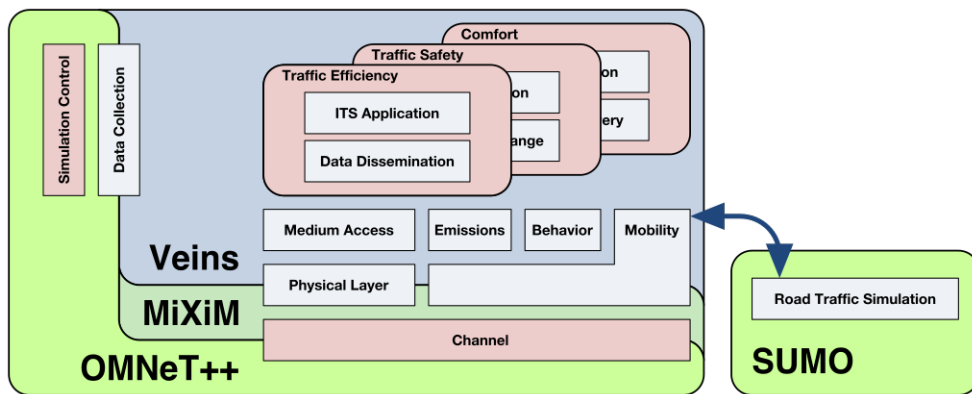 Comfort
Traffic Safety
Traffic Efficiency
ITS Application
Data Dissemination
on
ange
on
ery
Simulation Control
Data Collection
Medium Access
Emissions
Behavior
Mobility
Veins
Physical Layer
MiXiM
Channel
OMNeT++
Road Traffic Simulation
SUMO